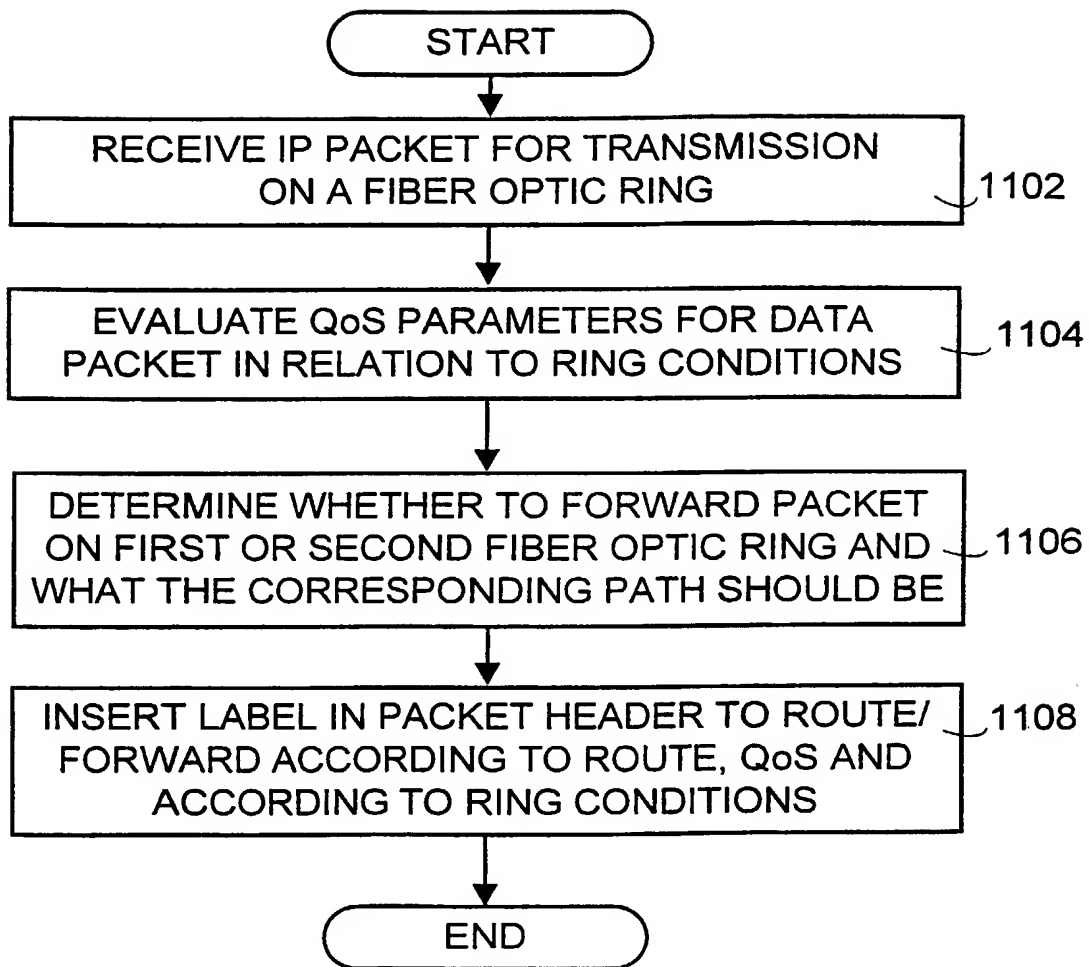 START
RECEIVE IP PACKET FOR TRANSMISSION
ON A FIBER OPTIC RING
1102
EVALUATE QoS PARAMETERS FOR DATA
PACKET IN RELATION TO RING CONDITIONS
1104
DETERMINE WHETHER TO FORWARD PACKET
ON FIRST OR SECOND FIBER OPTIC RING AND
WHAT THE CORRESPONDING PATH SHOULD BE
1106
INSERT LABEL IN PACKET HEADER TO ROUTE/
FORWARD ACCORDING TO ROUTE, QoS AND
ACCORDING TO RING CONDITIONS
1108
END